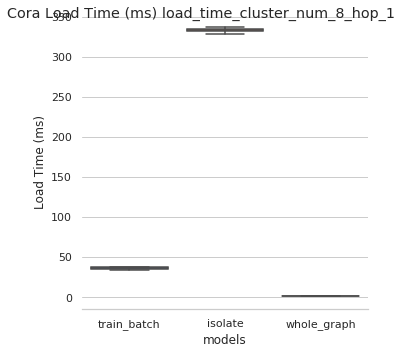 Cora Load Time (ms) load_time_cluster_num_8_hop_1
350
300
250
200
150
100
50
0
Load Time (ms)
train_batch
isolate
whole_graph
models